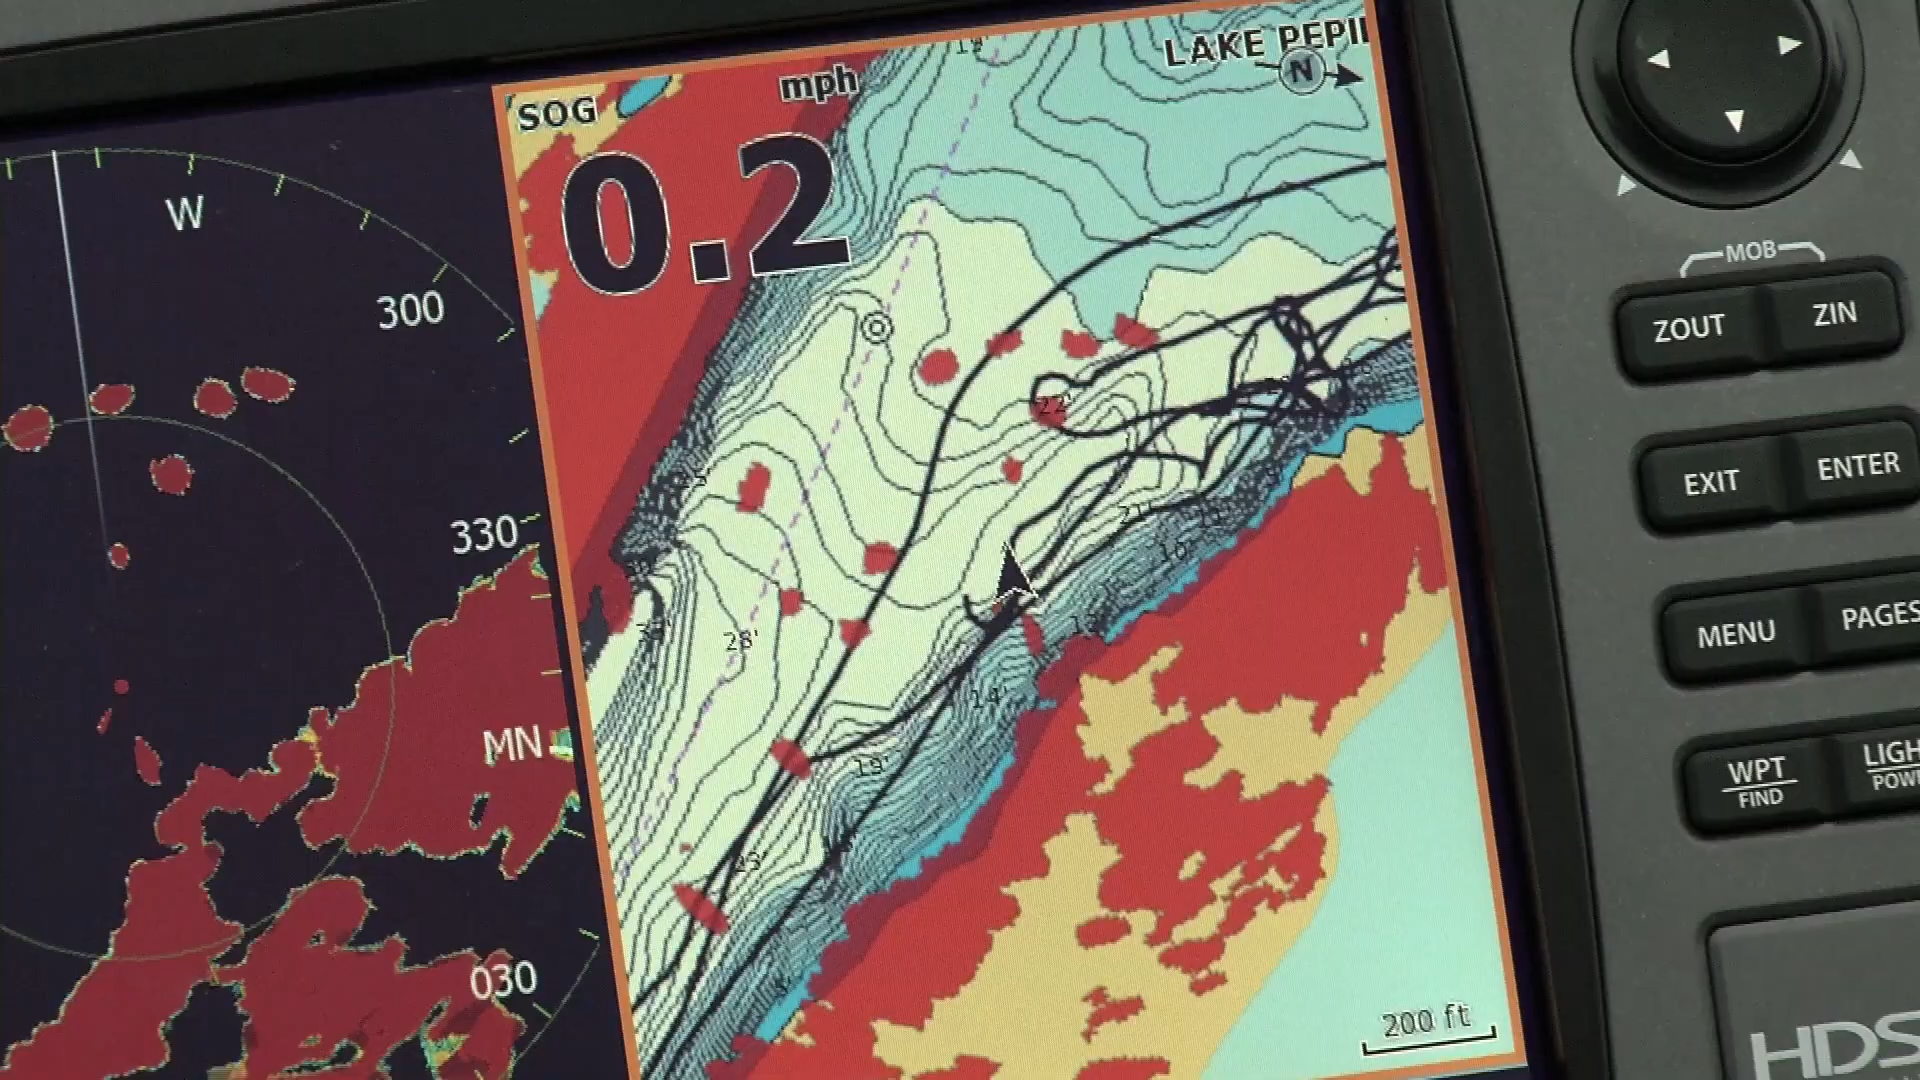 SOG mph
0.2
LAKE PEPI
N
W
300
330
MN
030
22'
28'
14'
19'
200 ft
MOB
ZOUT ZIN
EXIT ENTER
MENU PAGES
WPT
FIND
LIGH
POW
HDS